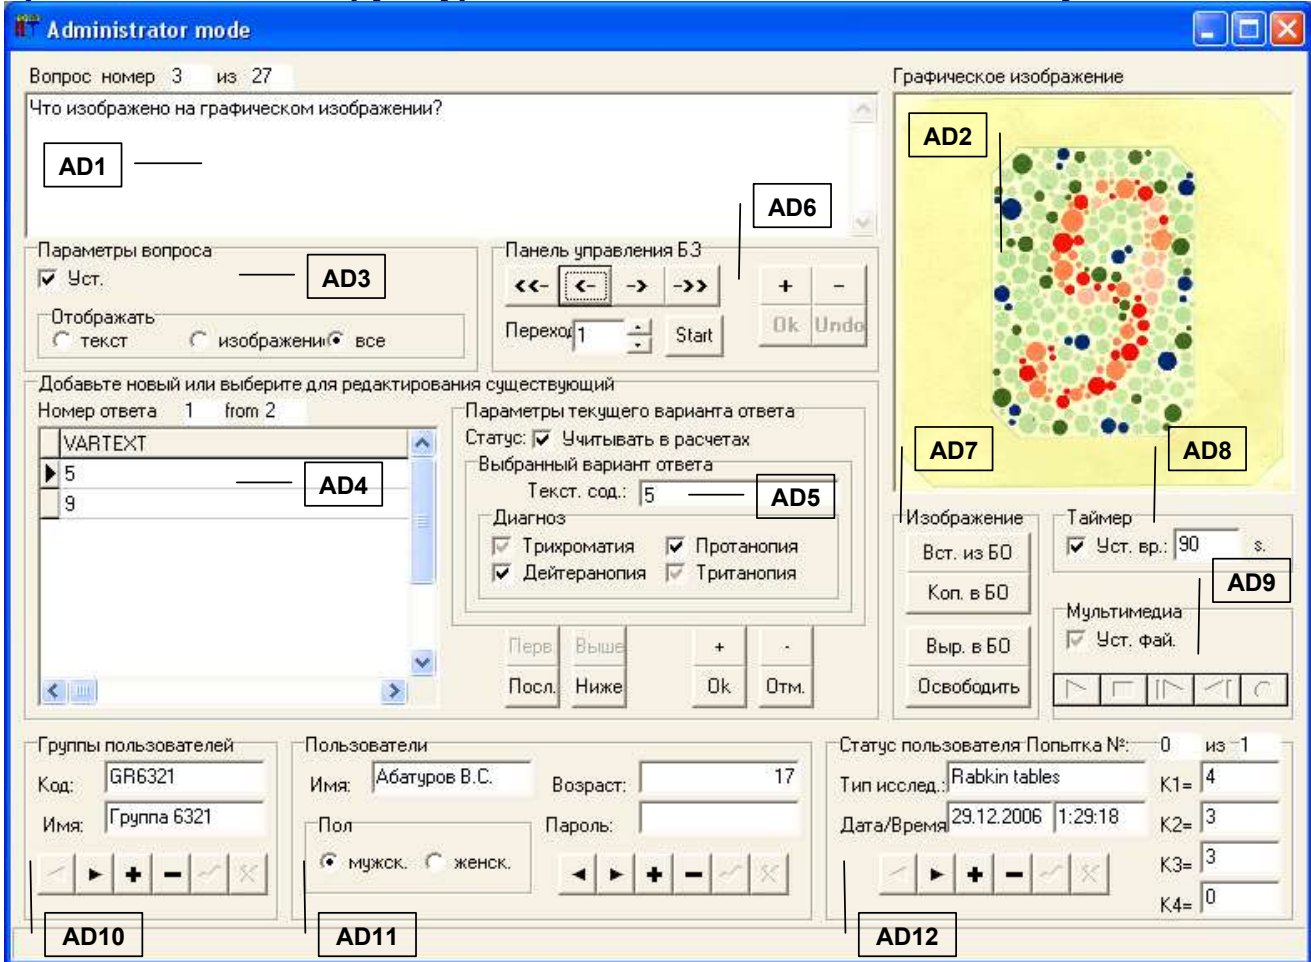 Administrator mode
Вопрос номер 3 из 27
Графическое изображение
Что изображено на графическом изображении?
AD1
AD2
AD6
Параметры вопроса
Уст.
AD3
Отображать
текст изображени все
Панель управления БЗ
<<- <- -> ->> + -
Переход 1 Start Ok Undo
Добавьте новый или выберите для редактирования существующий
Номер ответа 1 from 2
VARTEXT
5
9
AD4
Параметры текущего варианта ответа
Статус: Учитывать в расчетах
Выбранный вариант ответа
Текст. сод.: 5
AD5
Диагноз
Трихроматия Протанопия
Дейтеранопия Тританопия
Перв. Выше + -
Посл. Ниже Ok Отм.
AD7
AD8
Изображение
Вст. из БО
Коп. в БО
Выр. в БО
Освободить
Таймер
Уст. вр.: 90 s.
AD9
Мультимедиа
Уст. фай.
Группы пользователей
Код: GR6321
Имя: Группа 6321
AD10
Пользователи
Имя: Абатуров В.С. Возраст: 17
Пол
мужск. женск.
Пароль:
AD11
Статус пользователя Попытка №: 0 из 1
Тип исслед.: Rabkin tables K1= 4
Дата/Время 29.12.2006 1:29:18 K2= 3
K3= 3
K4= 0
AD12